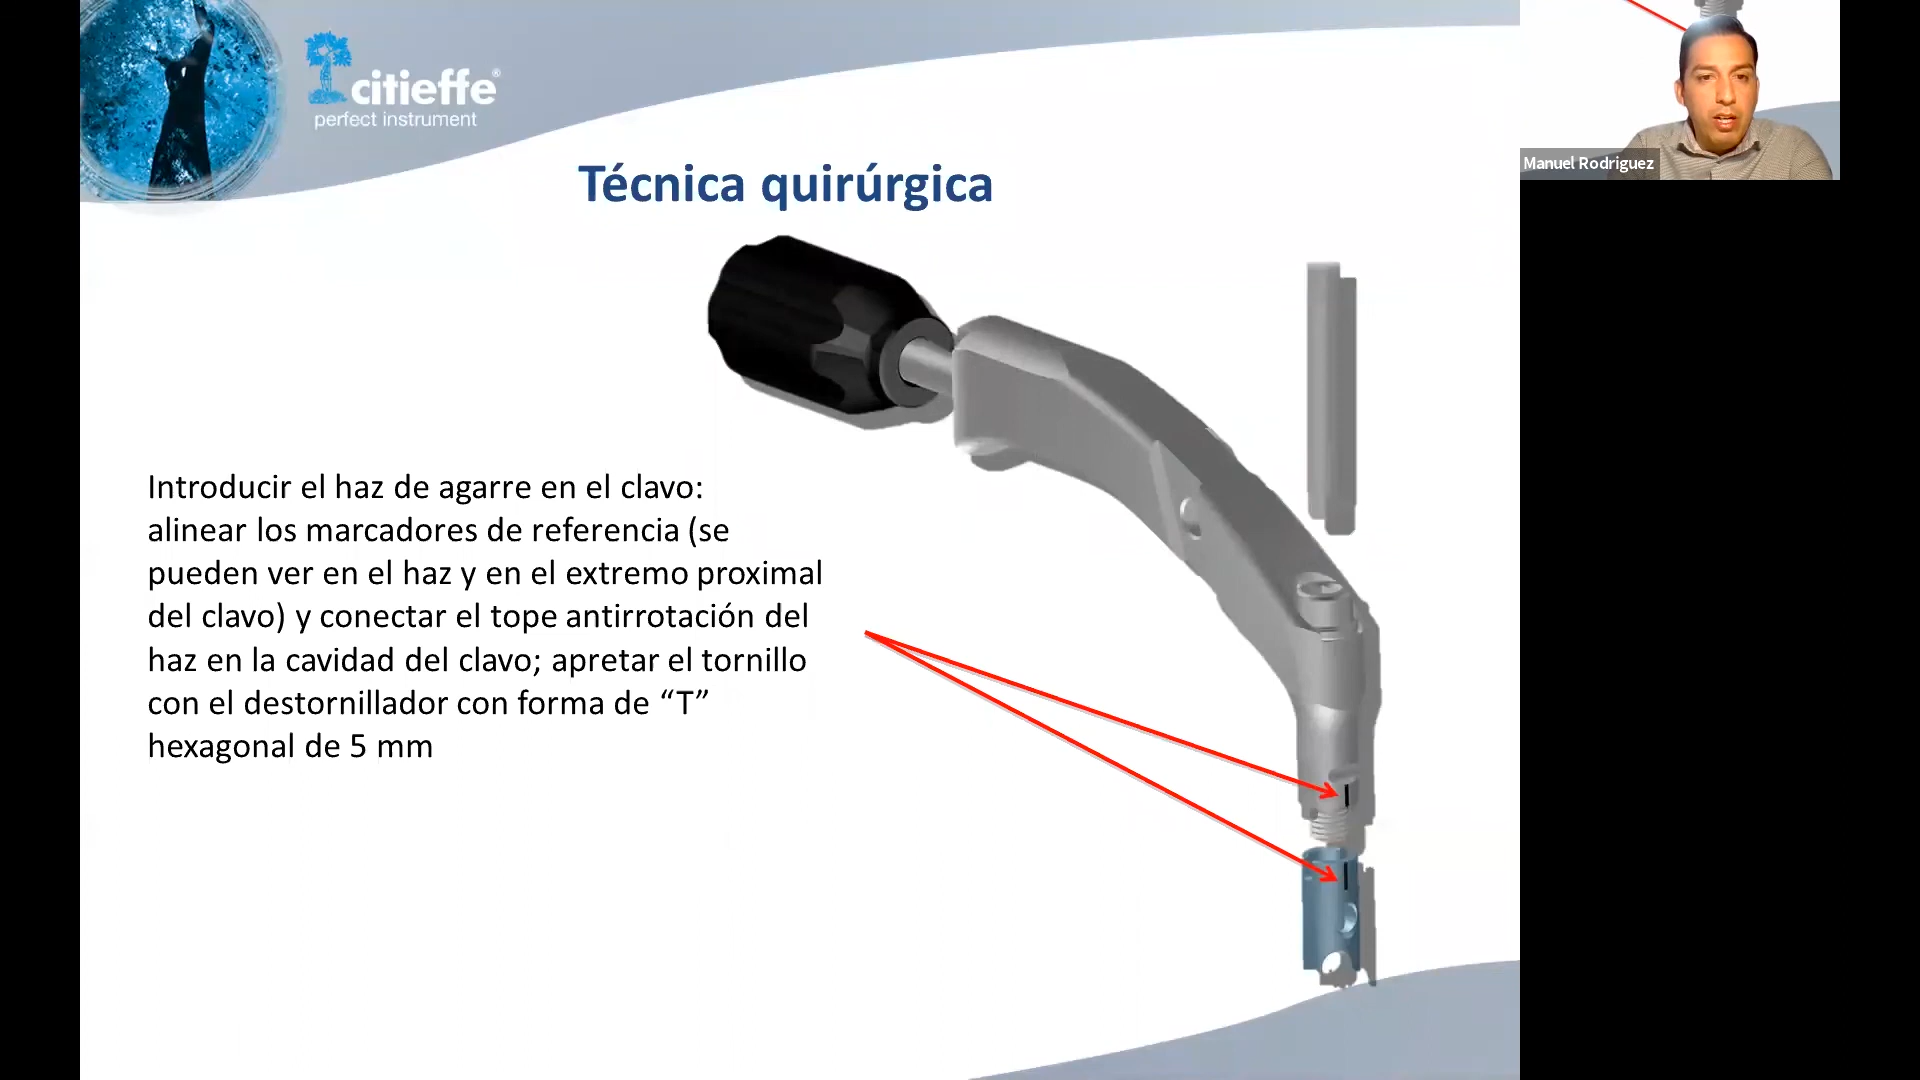 citieffe®
perfect instrument
Manuel Rodriguez
Técnica quirúrgica
Introducir el haz de agarre en el clavo:
alinear los marcadores de referencia (se
pueden ver en el haz y en el extremo proximal
del clavo) y conectar el tope antirrotación del
haz en la cavidad del clavo; apretar el tornillo
con el destornillador con forma de “T”
hexagonal de 5 mm